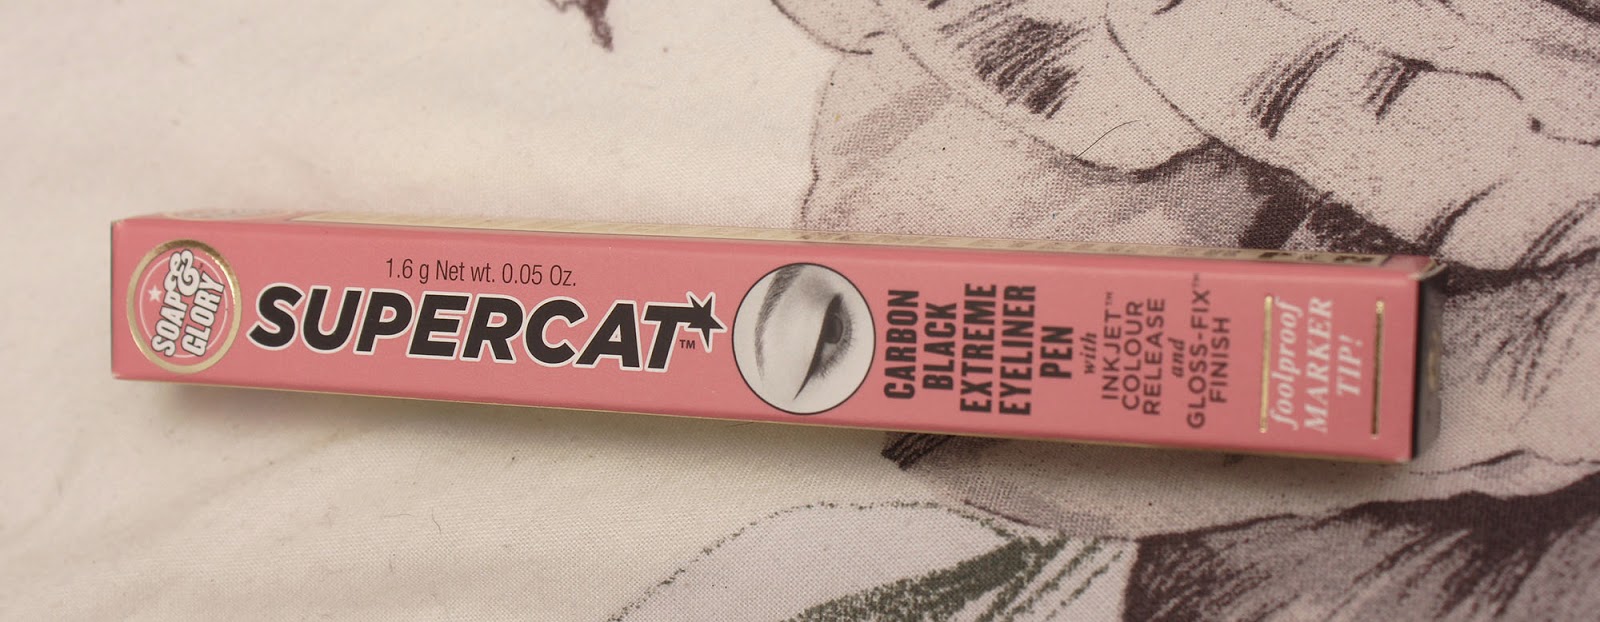 SOAP &
GLORY
1.6 g Net wt. 0.05 Oz.
SUPERCAT™
CARBON
BLACK
EXTREME
EYELINER
PEN
with
INKJET™
COLOUR
RELEASE
and
GLOSS-FIX™
FINISH
foolproof
MARKER
TIP!